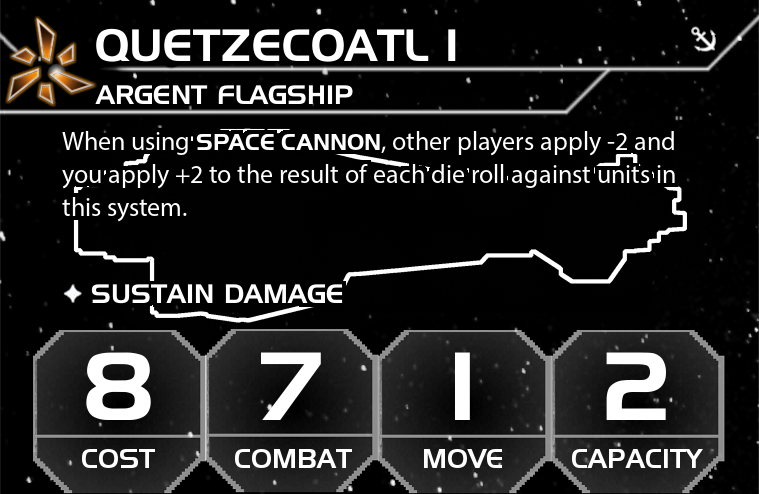 QUETZECOATL I
ARGENT FLAGSHIP
When using SPACE CANNON, other players apply -2 and
you apply +2 to the result of each die roll against units in
this system.
SUSTAIN DAMAGE
8 7 1 2
COST COMBAT MOVE CAPACITY